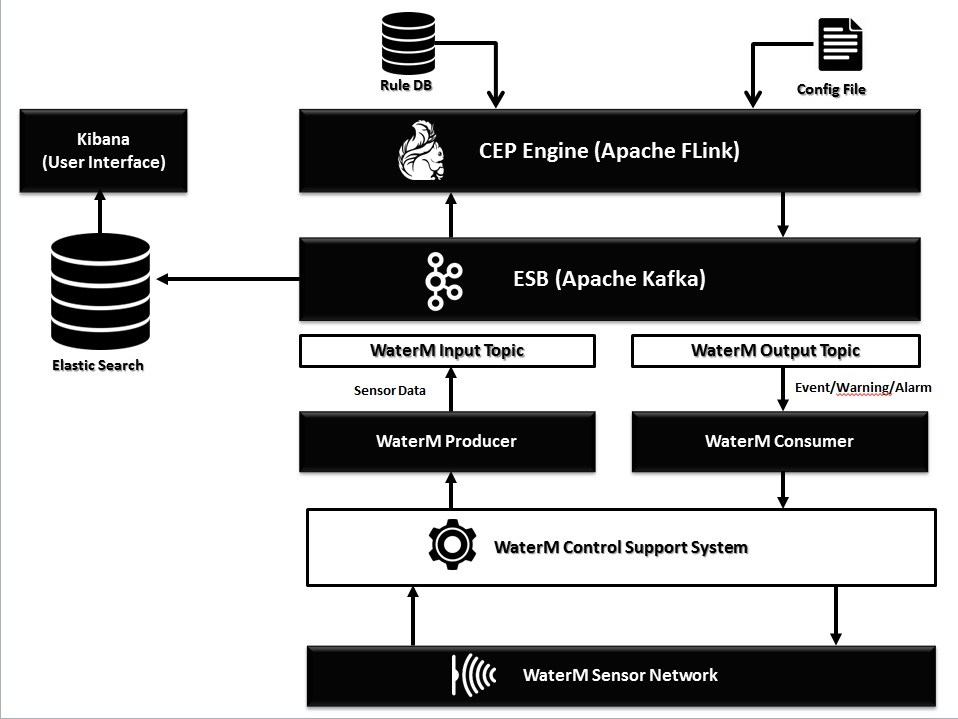 Rule DB
Config File
Kibana
(User Interface)
CEP Engine (Apache FLink)
ESB (Apache Kafka)
Elastic Search
WaterM Input Topic
WaterM Output Topic
Sensor Data
Event/Warning/Alarm
WaterM Producer
WaterM Consumer
WaterM Control Support System
WaterM Sensor Network